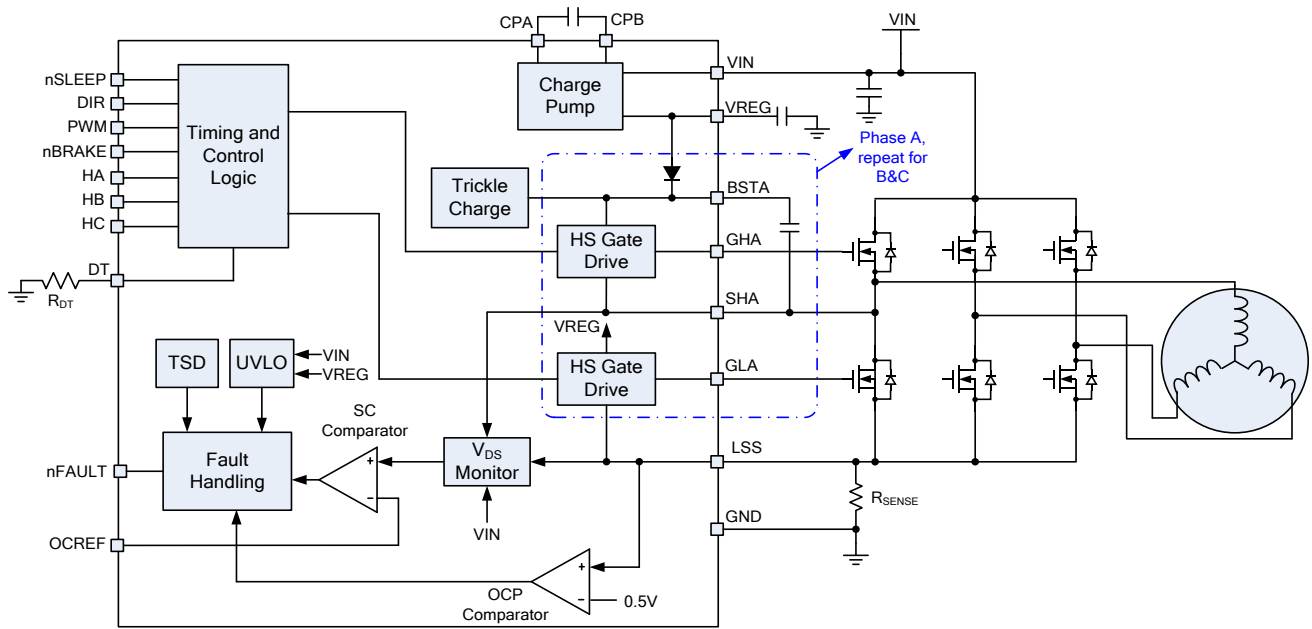 CPA
CPB
VIN
nSLEEP
DIR
PWM
nBRAKE
HA
HB
HC
DT
RDT
Timing and
Control
Logic
Charge
Pump
VIN
VREG
Phase A,
repeat for
B&C
Trickle
Charge
BSTA
HS Gate
Drive
GHA
SHA
VREG
HS Gate
Drive
GLA
TSD
UVLO
VIN
VREG
SC
Comparator
Fault
Handling
nFAULT
VDS
Monitor
VIN
LSS
RSENSE
GND
OCREF
OCP
Comparator
0.5V
+
−
+
−